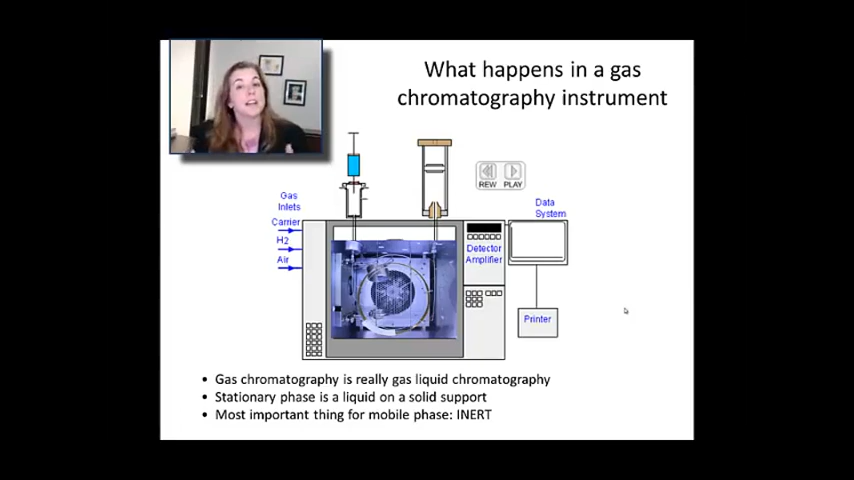 What happens in a gas
chromatography instrument
REW PLAY
Gas
Inlets
Carrier
H2
Air
Data
System
Detector
Amplifier
Printer
• Gas chromatography is really gas liquid chromatography
• Stationary phase is a liquid on a solid support
• Most important thing for mobile phase: INERT